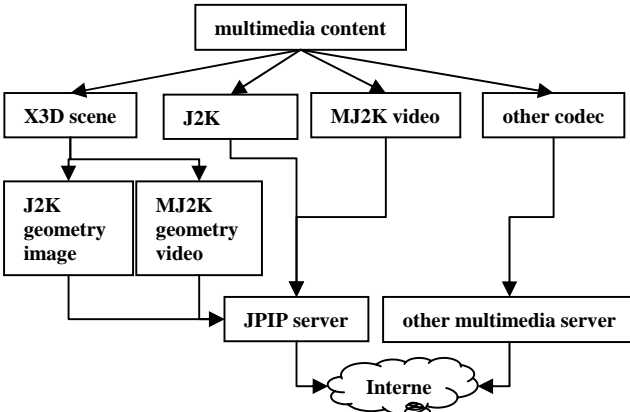 multimedia content
X3D scene
J2K
MJ2K video
other codec
J2K
geometry
image
MJ2K
geometry
video
JPIP server
other multimedia server
Interne